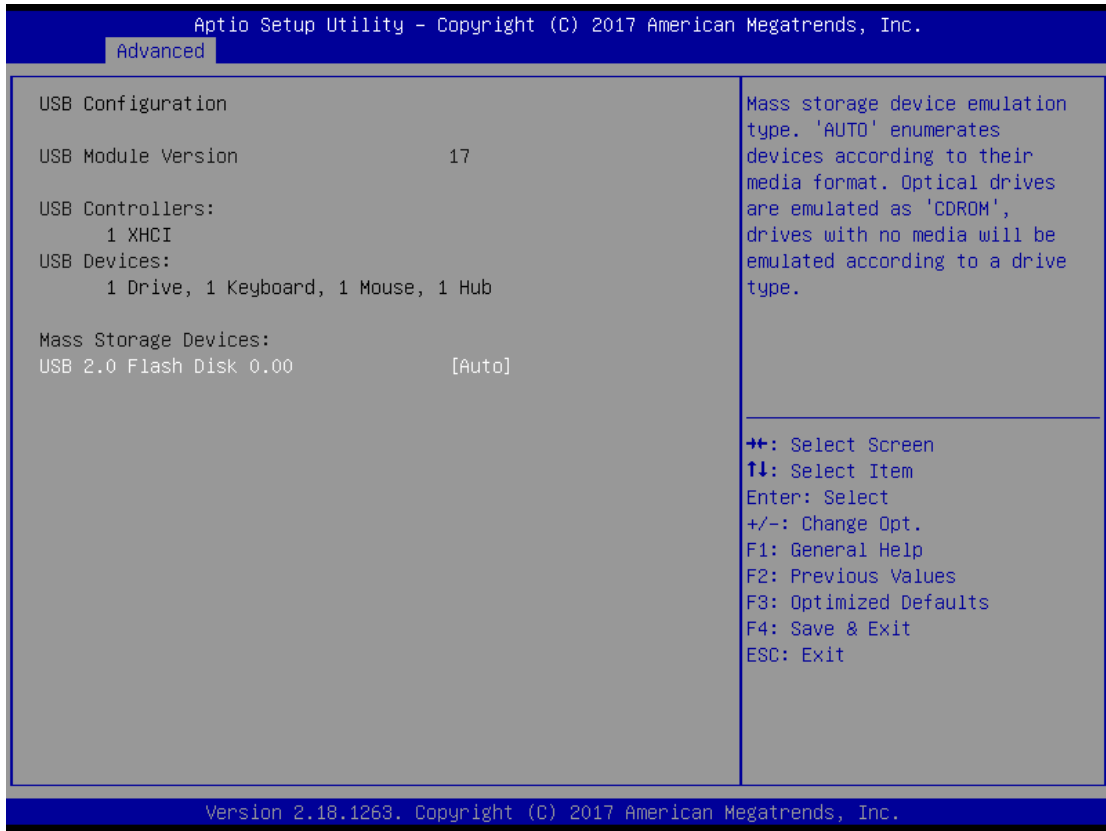 Aptio Setup Utility – Copyright (C) 2017 American Megatrends, Inc.
Advanced
USB Configuration
USB Module Version 17
USB Controllers:
1 XHCI
USB Devices:
1 Drive, 1 Keyboard, 1 Mouse, 1 Hub
Mass Storage Devices:
USB 2.0 Flash Disk 0.00 [Auto]
Mass storage device emulation
type. 'AUTO' enumerates
devices according to their
media format. Optical drives
are emulated as 'CDROM',
drives with no media will be
emulated according to a drive
type.
→←: Select Screen
↑↓: Select Item
Enter: Select
+/-: Change Opt.
F1: General Help
F2: Previous Values
F3: Optimized Defaults
F4: Save & Exit
ESC: Exit
Version 2.18.1263. Copyright (C) 2017 American Megatrends, Inc.